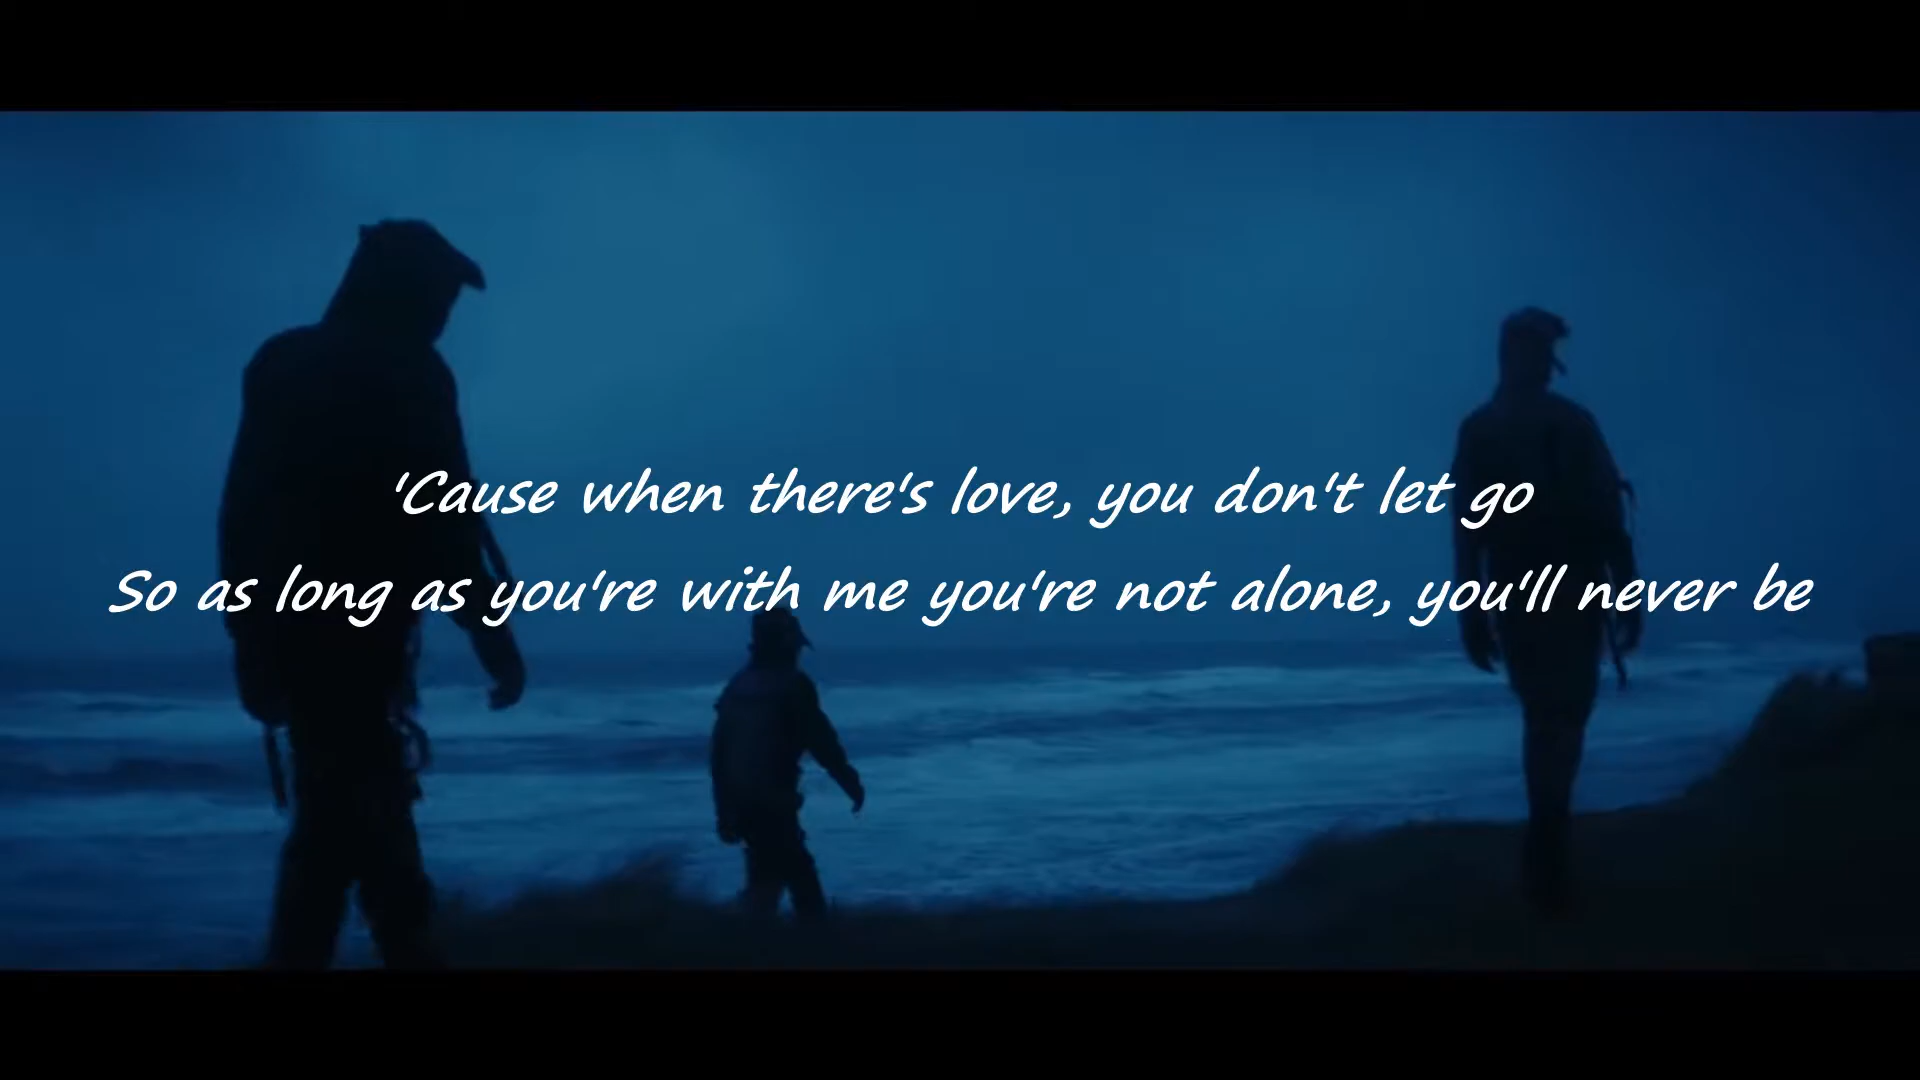 'Cause when there's love, you don't let go
So as long as you're with me you're not alone, you'll never be